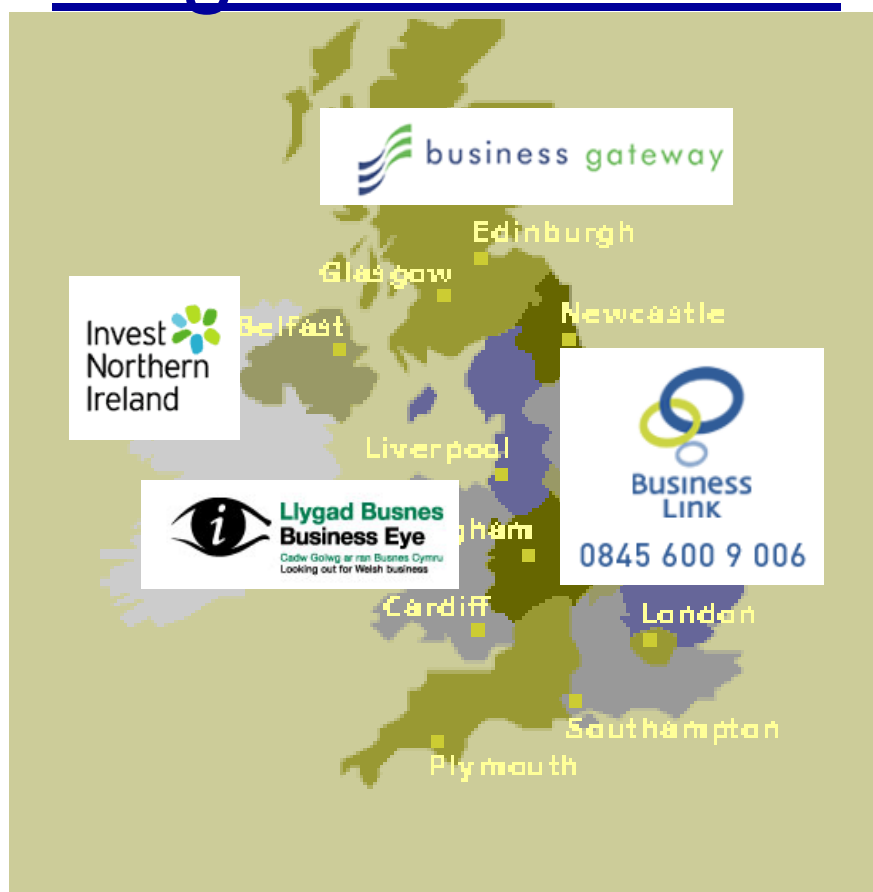 business gateway
Edinburgh
Glasgow
Invest
Northern
Ireland
Belfast
Newcastle
Liverpool
Business
Link
0845 600 9 006
Llygad Busnes
Business Eye
Cadw Golwg ar ran Busnes Cymru
Looking out for Welsh business
gham
Cardiff
London
Southampton
Plymouth